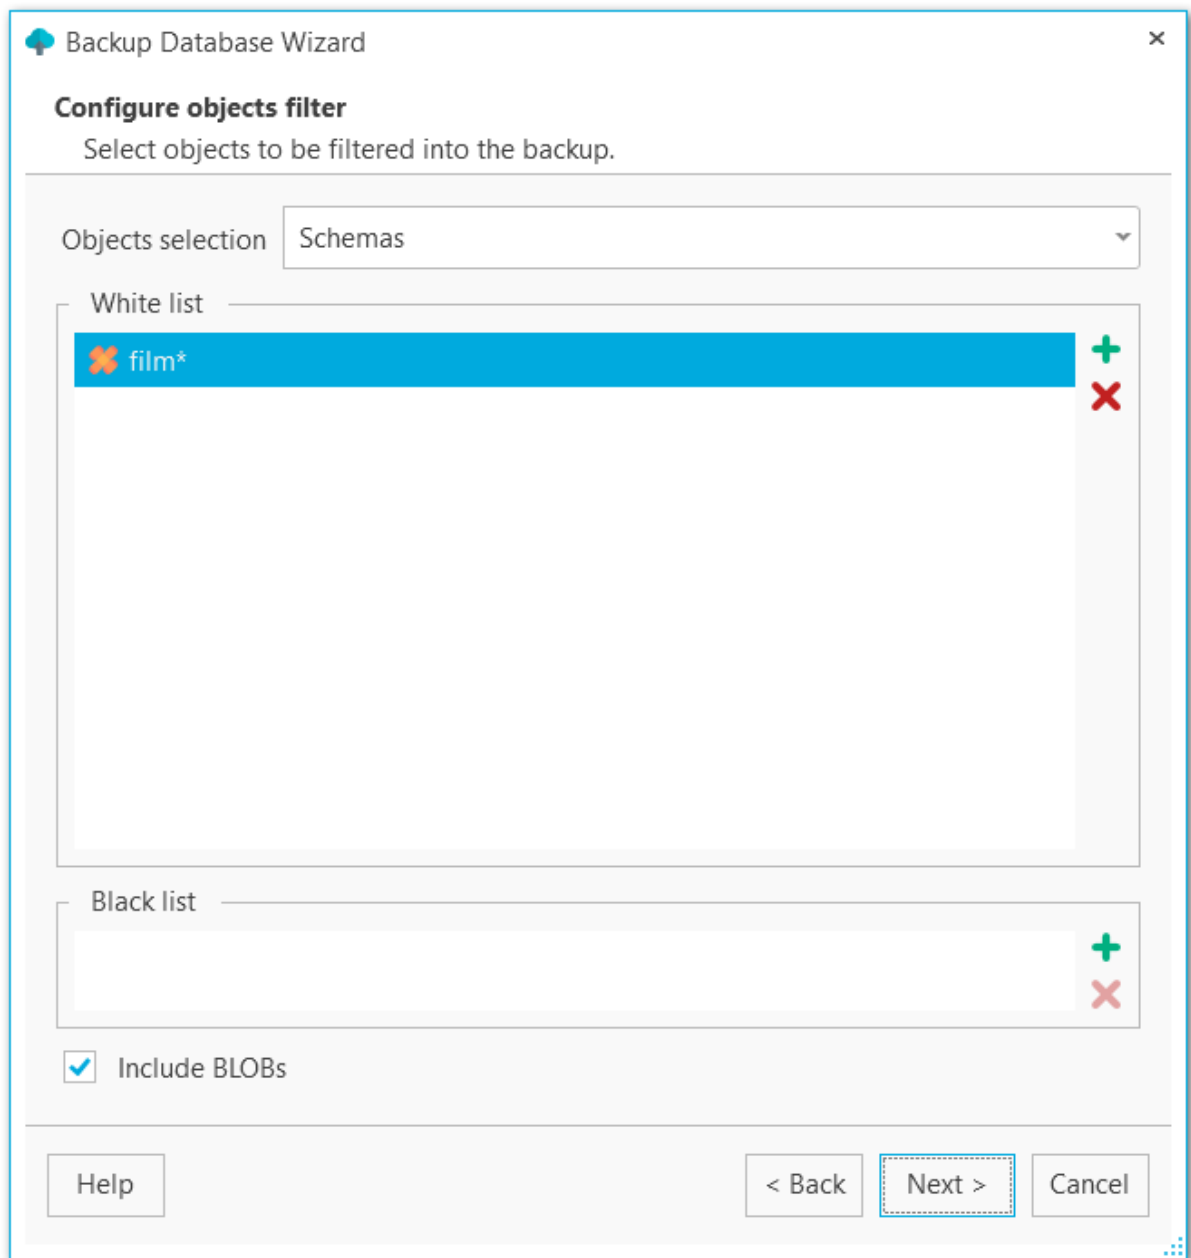 Backup Database Wizard
Configure objects filter
Select objects to be filtered into the backup.
Objects selection Schemas
White list
film*
Black list
Include BLOBs
Help < Back Next > Cancel